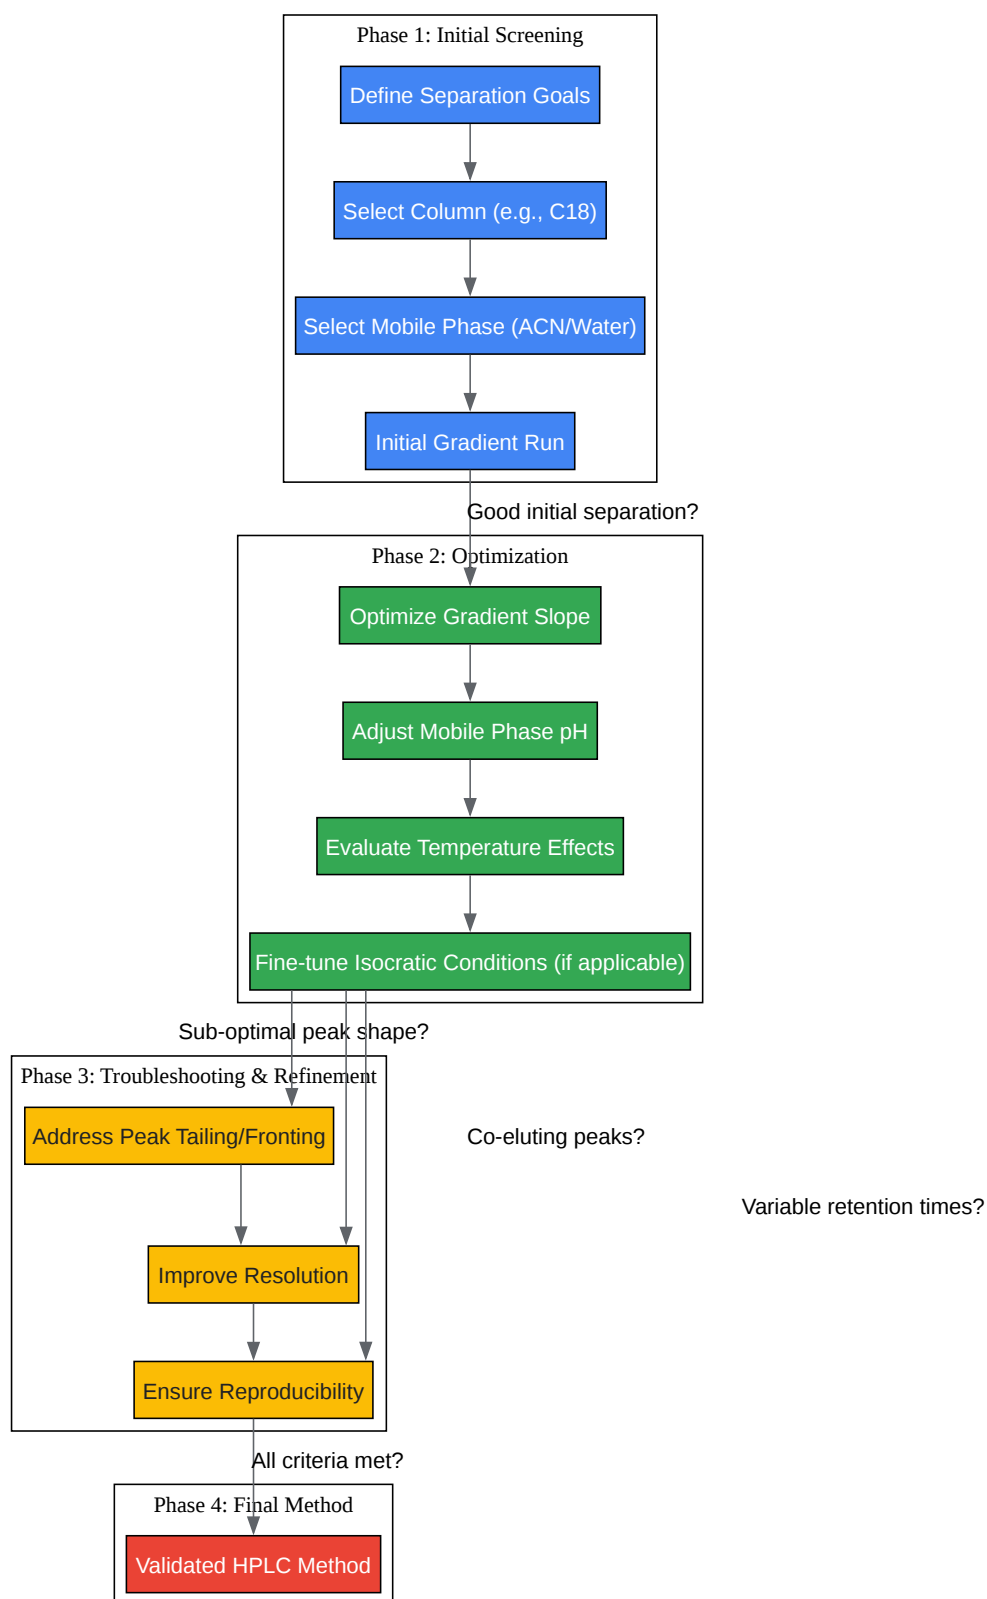 Phase 1: Initial Screening
Define Separation Goals
Select Column (e.g., C18)
Select Mobile Phase (ACN/Water)
Initial Gradient Run
Good initial separation?
Phase 2: Optimization
Optimize Gradient Slope
Adjust Mobile Phase pH
Evaluate Temperature Effects
Fine-tune Isocratic Conditions (if applicable)
Sub-optimal peak shape?
Phase 3: Troubleshooting & Refinement
Address Peak Tailing/Fronting
Co-eluting peaks?
Variable retention times?
Improve Resolution
Ensure Reproducibility
All criteria met?
Phase 4: Final Method
Validated HPLC Method